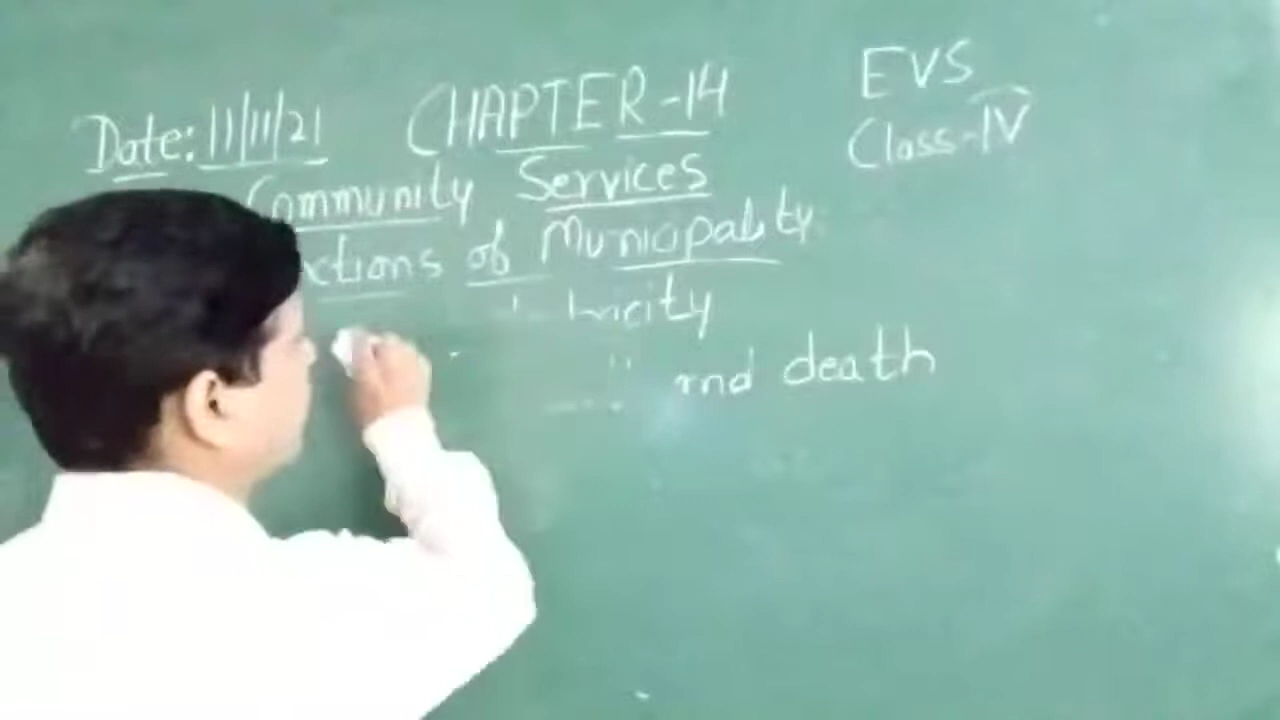 Date: 11/11/21 CHAPTER-14 EVS
Class-IV
Community Services
of Municipality
and death